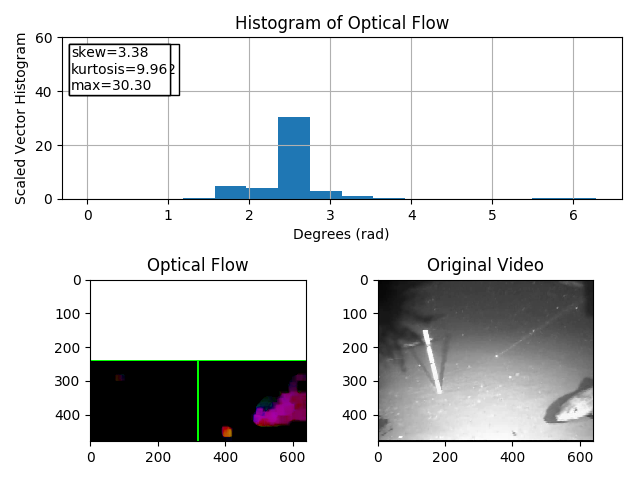 Histogram of Optical Flow
Scaled Vector Histogram
60
40
20
0
skew=3.38
kurtosis=9.962
max=30.30
0 1 2 3 4 5 6
Degrees (rad)
Optical Flow
0
100
200
300
400
0 200 400 600
Original Video
0
100
200
300
400
0 200 400 600